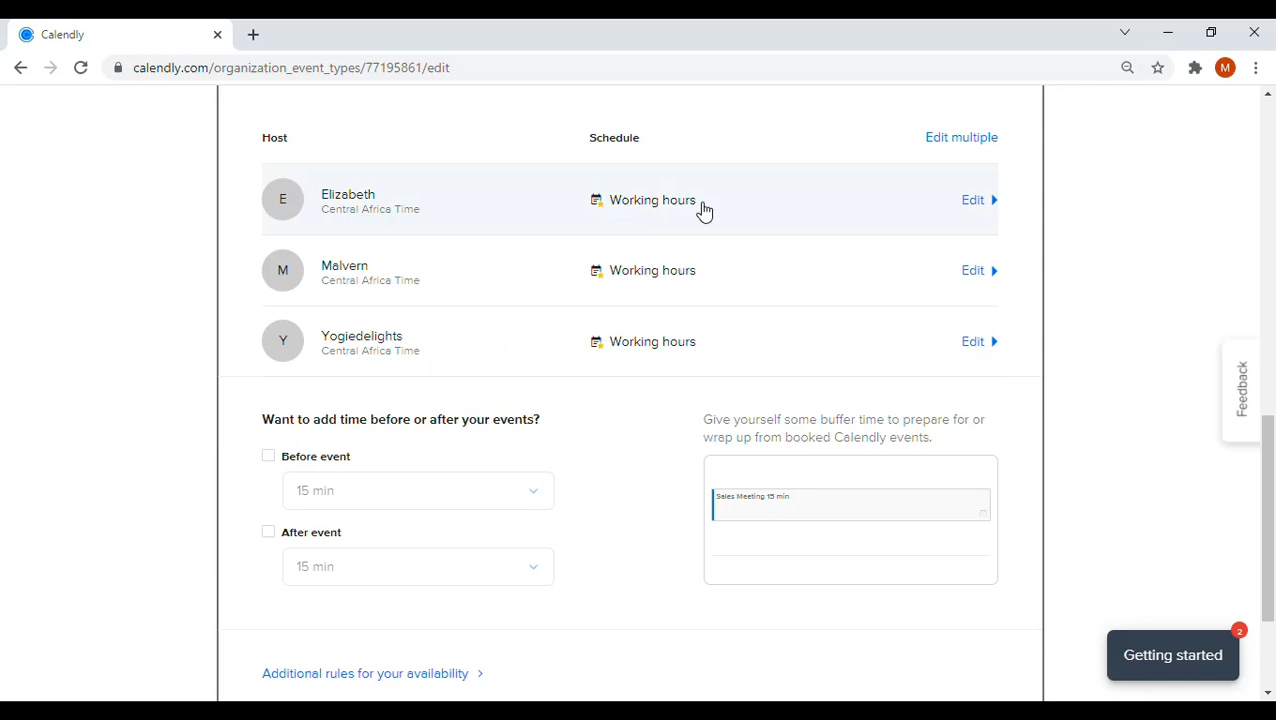 Calendly
calendly.com/organization_event_types/77195861/edit
M
Host
Schedule
Edit multiple
E
Elizabeth
Central Africa Time
Working hours
Edit
M
Malvern
Central Africa Time
Working hours
Edit
Y
Yogiedelights
Central Africa Time
Working hours
Edit
Feedback
Want to add time before or after your events?
Before event
15 min
After event
15 min
Give yourself some buffer time to prepare for or
wrap up from booked Calendly events.
Sales Meeting 15 min
Additional rules for your availability
Getting started
2